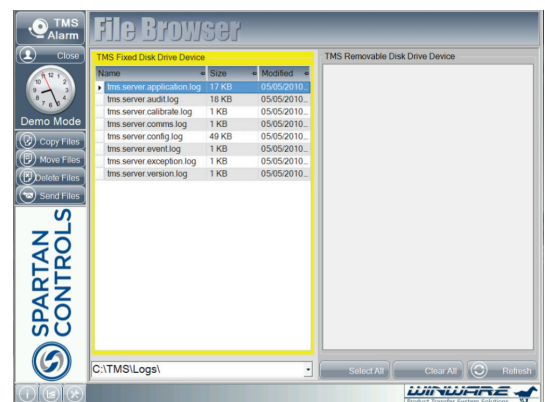 TMS
Alarm
File Browser
Close
TMS Fixed Disk Drive Device
TMS Removable Disk Drive Device
Name Size Modified
tms.server.application.log 17 KB 05/05/2010...
tms.server.audit.log 18 KB 05/05/2010...
tms.server.calibrate.log 1 KB 05/05/2010...
tms.server.comms.log 1 KB 05/05/2010...
tms.server.config.log 49 KB 05/05/2010...
tms.server.event.log 1 KB 05/05/2010...
tms.server.exception.log 1 KB 05/05/2010...
tms.server.version.log 1 KB 05/05/2010...
Demo Mode
Copy Files
Move Files
Delete Files
Send Files
SPARTAN
CONTROLS
C:\TMS\Logs\
Select All Clear All Refresh
WINWARE
Product Transfer System Solutions